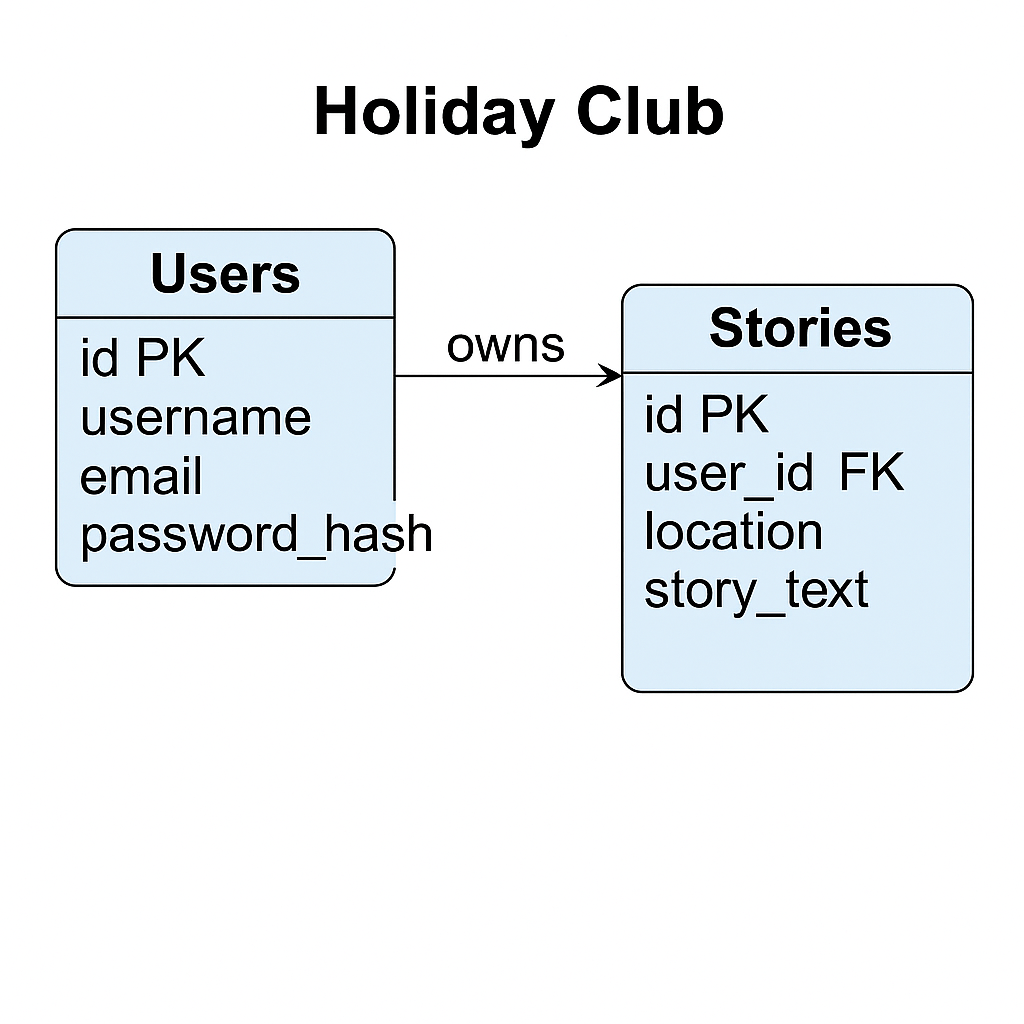 Holiday Club
Users
id PK
username
email
password_hash
owns
Stories
id PK
user_id FK
location
story_text